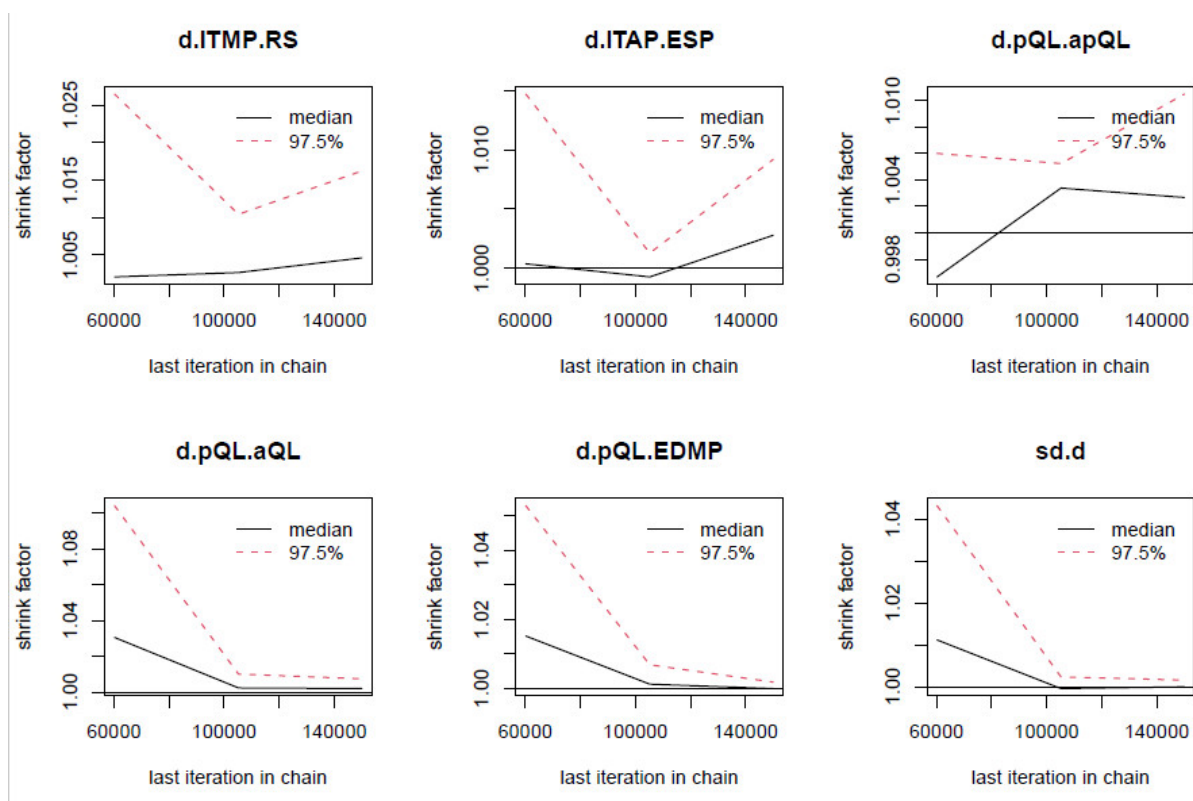 d.ITMP.RS
d.ITAP.ESP
d.pQL.apQL
median
97.5%
shrink factor
1.005
1.015
1.025
60000
100000
140000
last iteration in chain
median
97.5%
shrink factor
1.000
1.010
60000
100000
140000
last iteration in chain
median
97.5%
shrink factor
0.998
1.004
1.010
60000
100000
140000
last iteration in chain
d.pQL.aQL
d.pQL.EDMP
sd.d
median
97.5%
shrink factor
1.00
1.04
1.08
60000
100000
140000
last iteration in chain
median
97.5%
shrink factor
1.00
1.02
1.04
60000
100000
140000
last iteration in chain
median
97.5%
shrink factor
1.00
1.02
1.04
60000
100000
140000
last iteration in chain